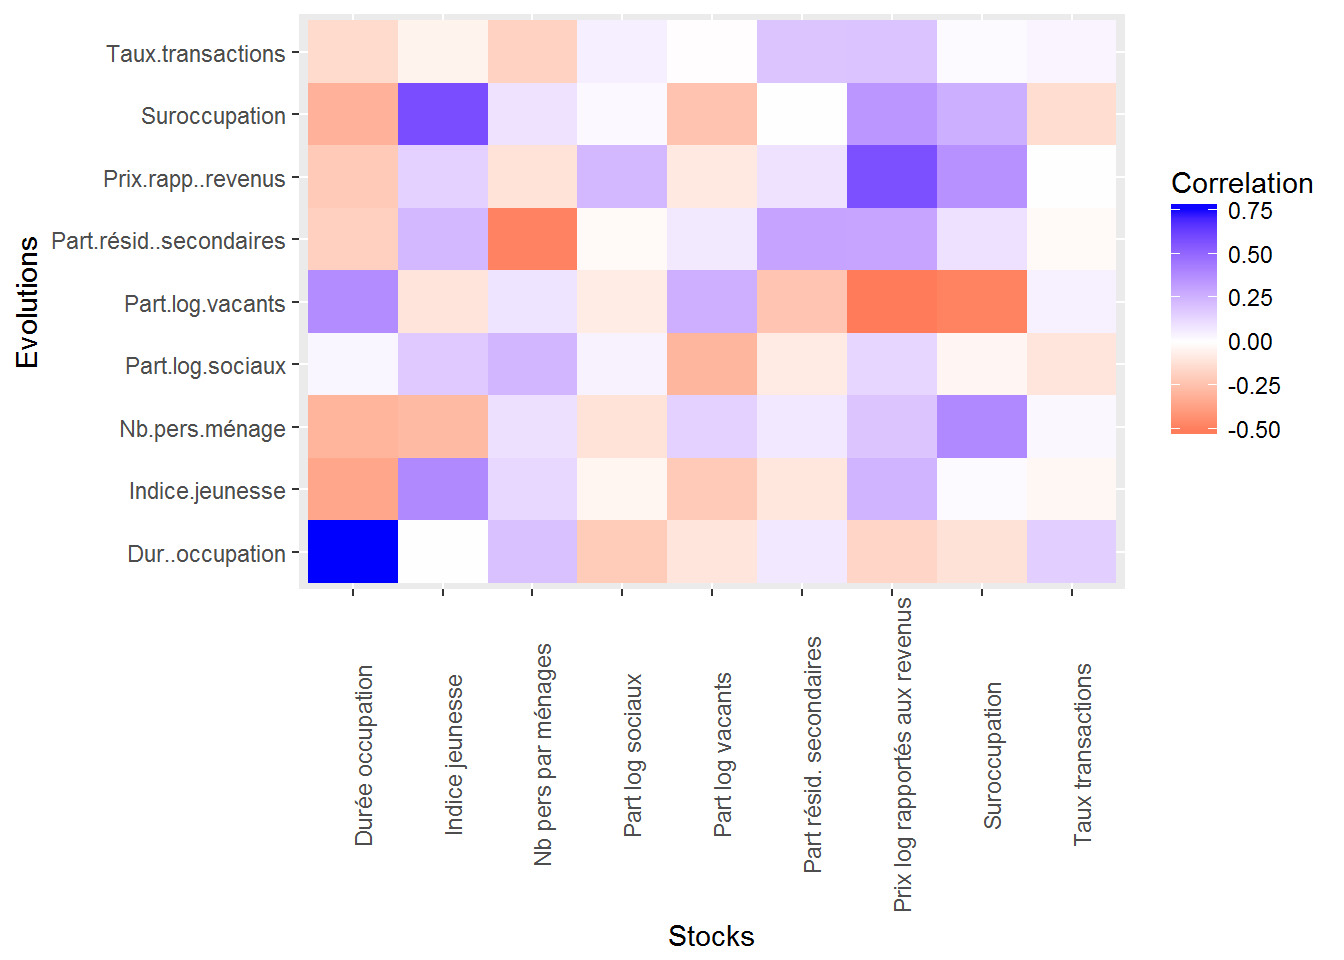 Evolutions
Taux.transactions
Suroccupation
Prix.rapp..revenus
Part.résid..secondaires
Part.log.vacants
Part.log.sociaux
Nb.pers.ménage
Indice.jeunesse
Dur..occupation
Durée occupation
Indice jeunesse
Nb pers par ménages
Part log sociaux
Part log vacants
Part résid. secondaires
Prix log rapportés aux revenus
Suroccupation
Taux transactions
Stocks
Correlation
0.75
0.50
0.25
0.00
-0.25
-0.50